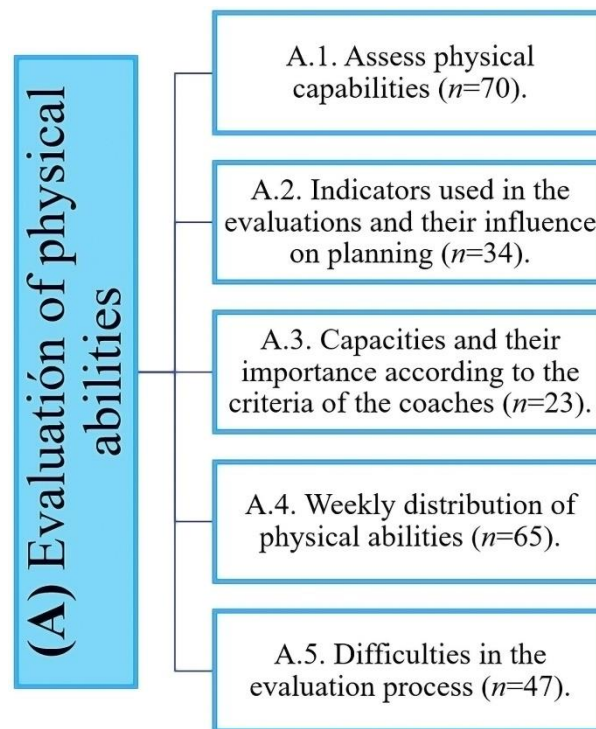 (A) Evaluatión of physical
abilities
A.1. Assess physical
capabilities (n=70).
A.2. Indicators used in the
evaluations and their influence
on planning (n=34).
A.3. Capacities and their
importance according to the
criteria of the coaches (n=23).
A.4. Weekly distribution of
physical abilities (n=65).
A.5. Difficulties in the
evaluation process (n=47).